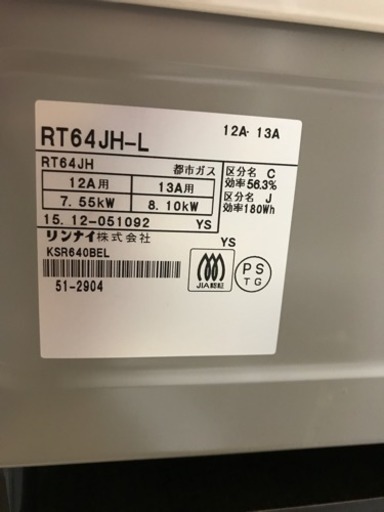 RT64JH-L 12A・13A
RT64JH 都市ガス
12A用 13A用
7.55kW 8.10kW
区分名 C
効率56.3%
区分名 J
効率180Wh
15.12-051092 YS
リンナイ株式会社
YS
KSR640BEL
51-2904
JIA認証
PS
TG